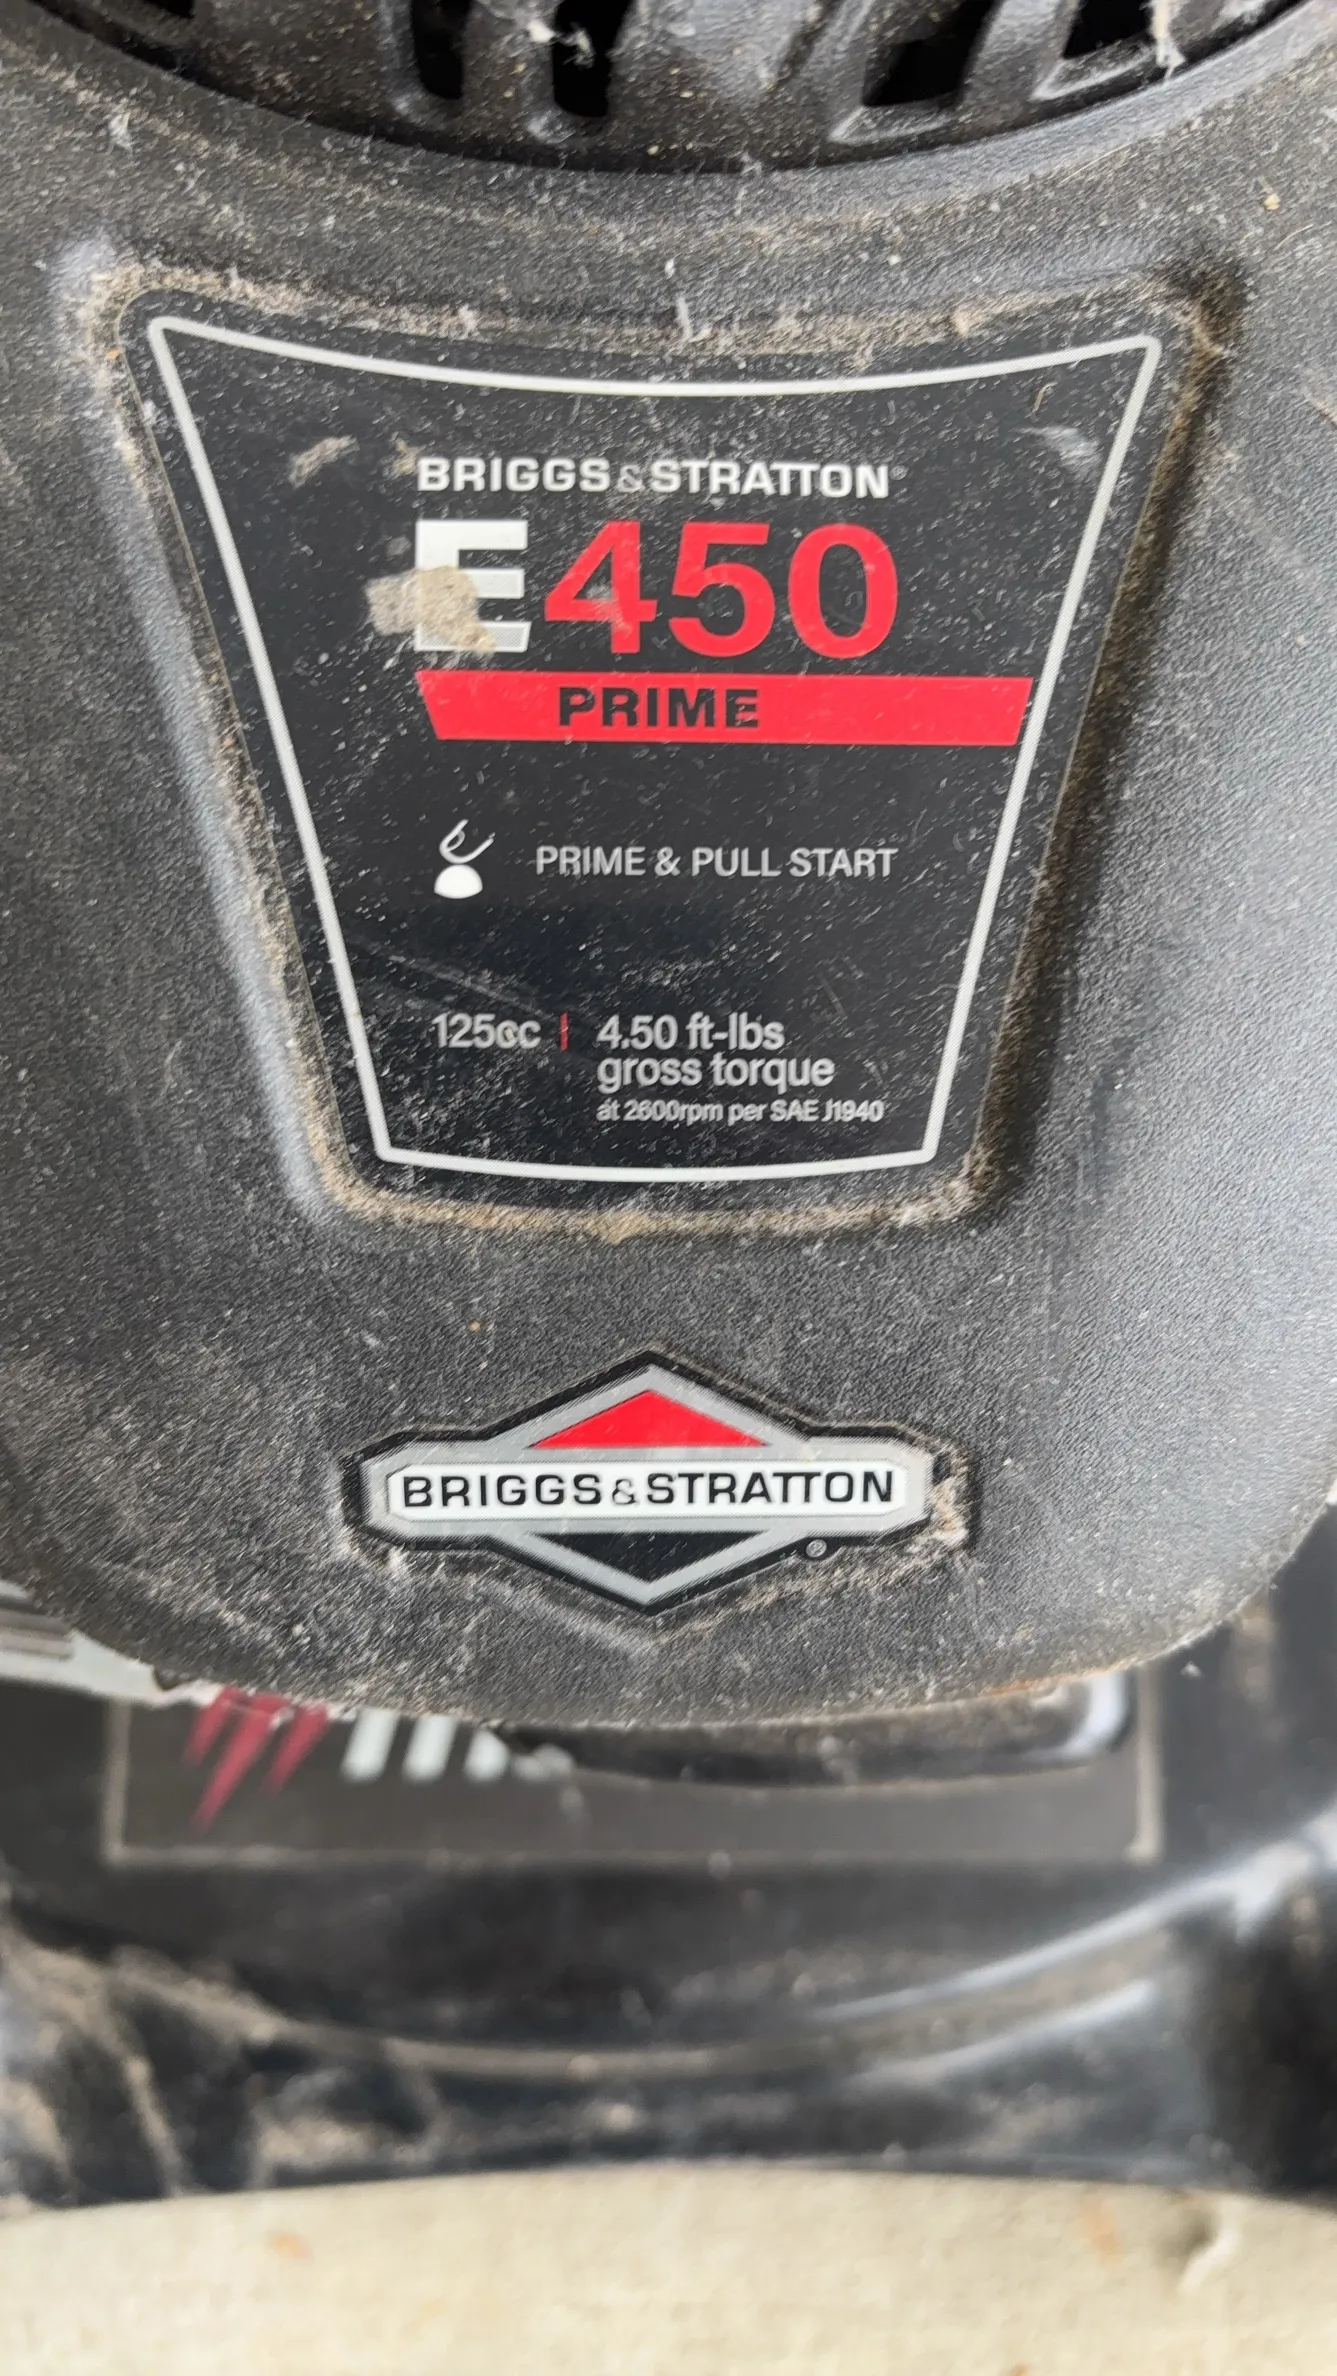 BRIGGS&STRATTON®
E450
PRIME
PRIME & PULL START
125cc | 4.50 ft-lbs
gross torque
at 2600rpm per SAE J1940
BRIGGS&STRATTON
®